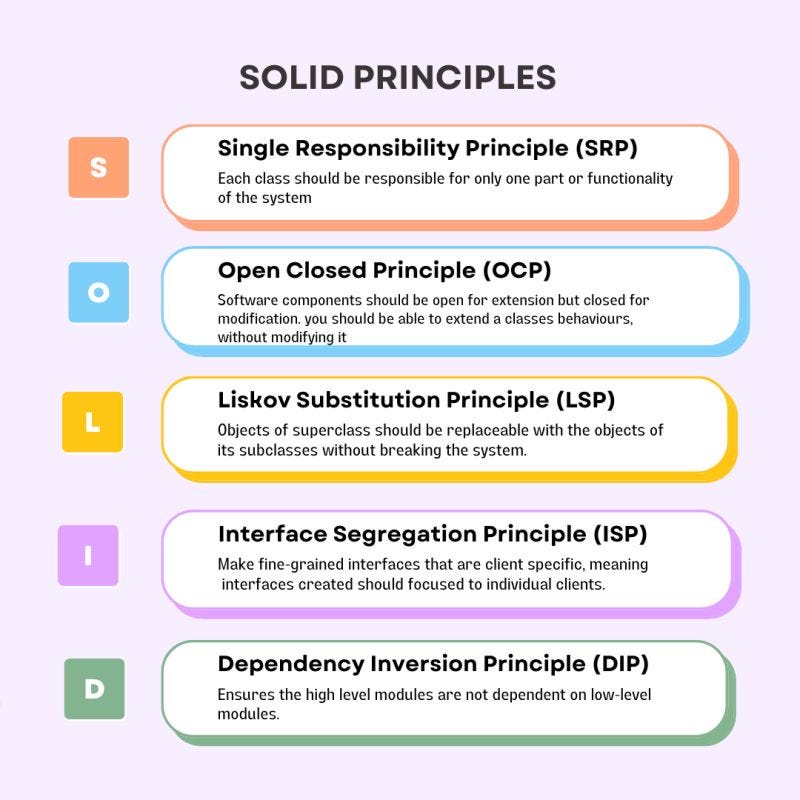 SOLID PRINCIPLES
S
Single Responsibility Principle (SRP)
Each class should be responsible for only one part or functionality
of the system
O
Open Closed Principle (OCP)
Software components should be open for extension but closed for
modification. you should be able to extend a classes behaviours,
without modifying it
L
Liskov Substitution Principle (LSP)
Objects of superclass should be replaceable with the objects of
its subclasses without breaking the system.
I
Interface Segregation Principle (ISP)
Make fine-grained interfaces that are client specific, meaning
interfaces created should focused to individual clients.
D
Dependency Inversion Principle (DIP)
Ensures the high level modules are not dependent on low-level
modules.